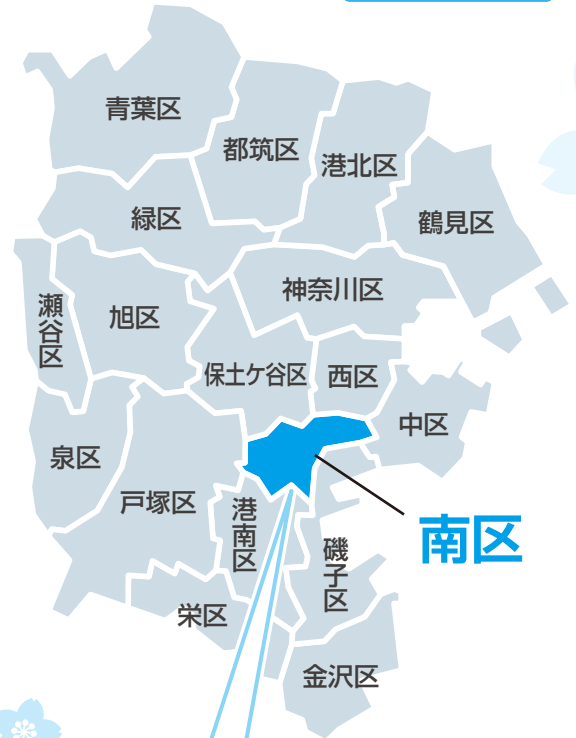 青葉区
都筑区
港北区
緑区
鶴見区
神奈川区
瀬谷区
旭区
保土ケ谷区
西区
中区
泉区
戸塚区
港南区
南区
磯子区
栄区
金沢区